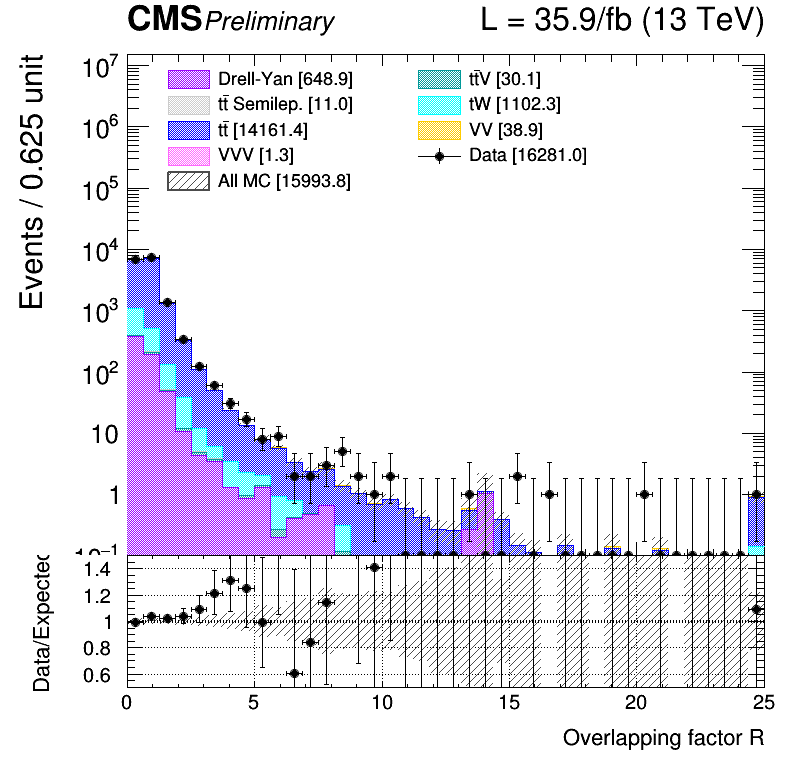 CMS Preliminary L = 35.9/fb (13 TeV)
Events / 0.625 unit
10⁷
10⁶
10⁵
10⁴
10³
10²
10
1
10⁻¹
Drell-Yan [648.9]
tt̄ Semilep. [11.0]
tt̄ [14161.4]
VVV [1.3]
All MC [15993.8]
tt̄V [30.1]
tW [1102.3]
VV [38.9]
Data [16281.0]
Data/Expected
1.4
1.2
1
0.8
0.6
0 5 10 15 20 25
Overlapping factor R